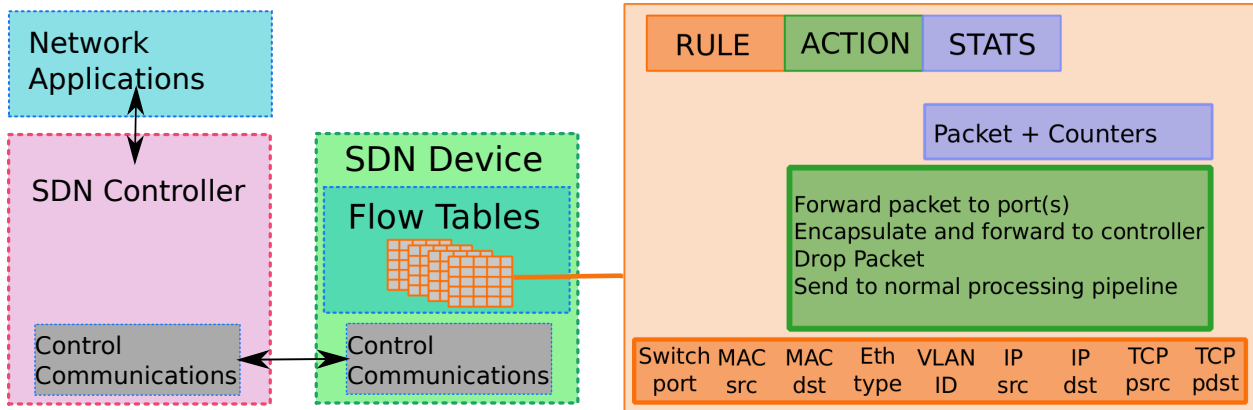 Network
Applications
SDN Controller
Control
Communications
SDN Device
Flow Tables
Control
Communications
RULE ACTION STATS
Packet + Counters
Forward packet to port(s)
Encapsulate and forward to controller
Drop Packet
Send to normal processing pipeline
Switch MAC MAC Eth VLAN IP IP TCP TCP
port src dst type ID src dst psrc pdst